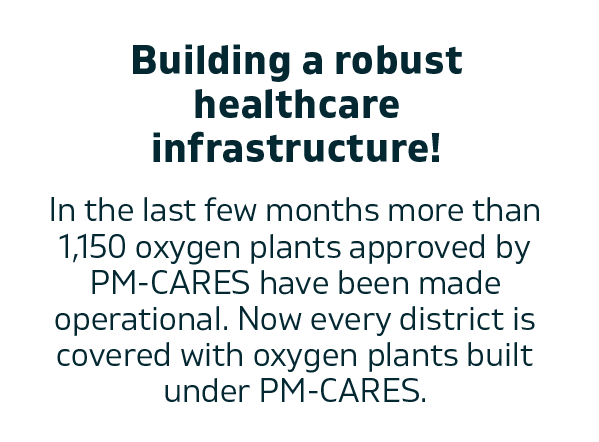 Building a robust
healthcare
infrastructure!
In the last few months more than
1,150 oxygen plants approved by
PM-CARES have been made
operational. Now every district is
covered with oxygen plants built
under PM-CARES.